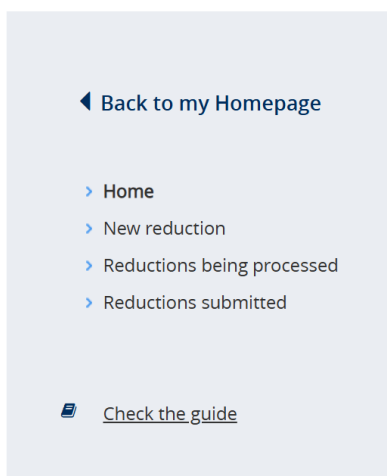 Back to my Homepage
Home
New reduction
Reductions being processed
Reductions submitted
Check the guide